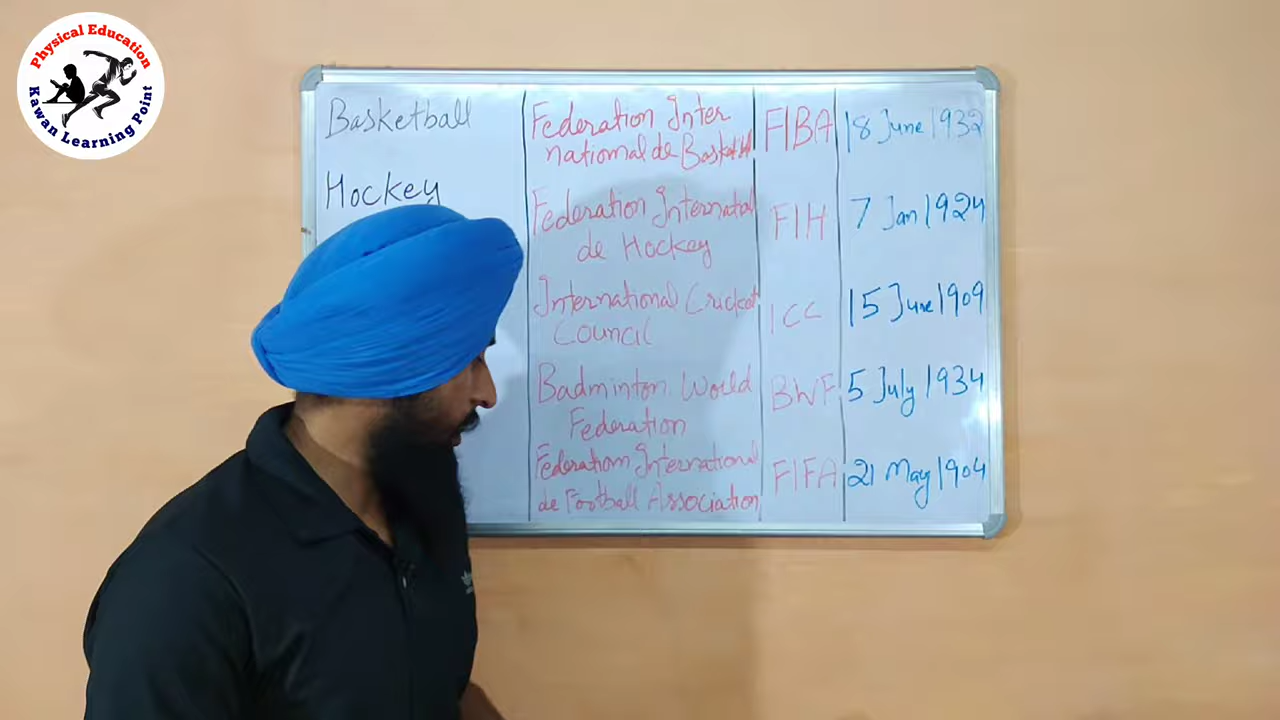 Physical Education
Kawan Learning Point
Basketball
Federation Inter
national de Basket
FIBA
18 June 1932
Hockey
Federation Internatal
de Hockey
FIH
7 Jan 1924
International Cricket
Council
ICC
15 June 1909
Badminton World
Federation
BWF
5 July 1934
Federation International
de Football Association
FIFA
21 May 1904